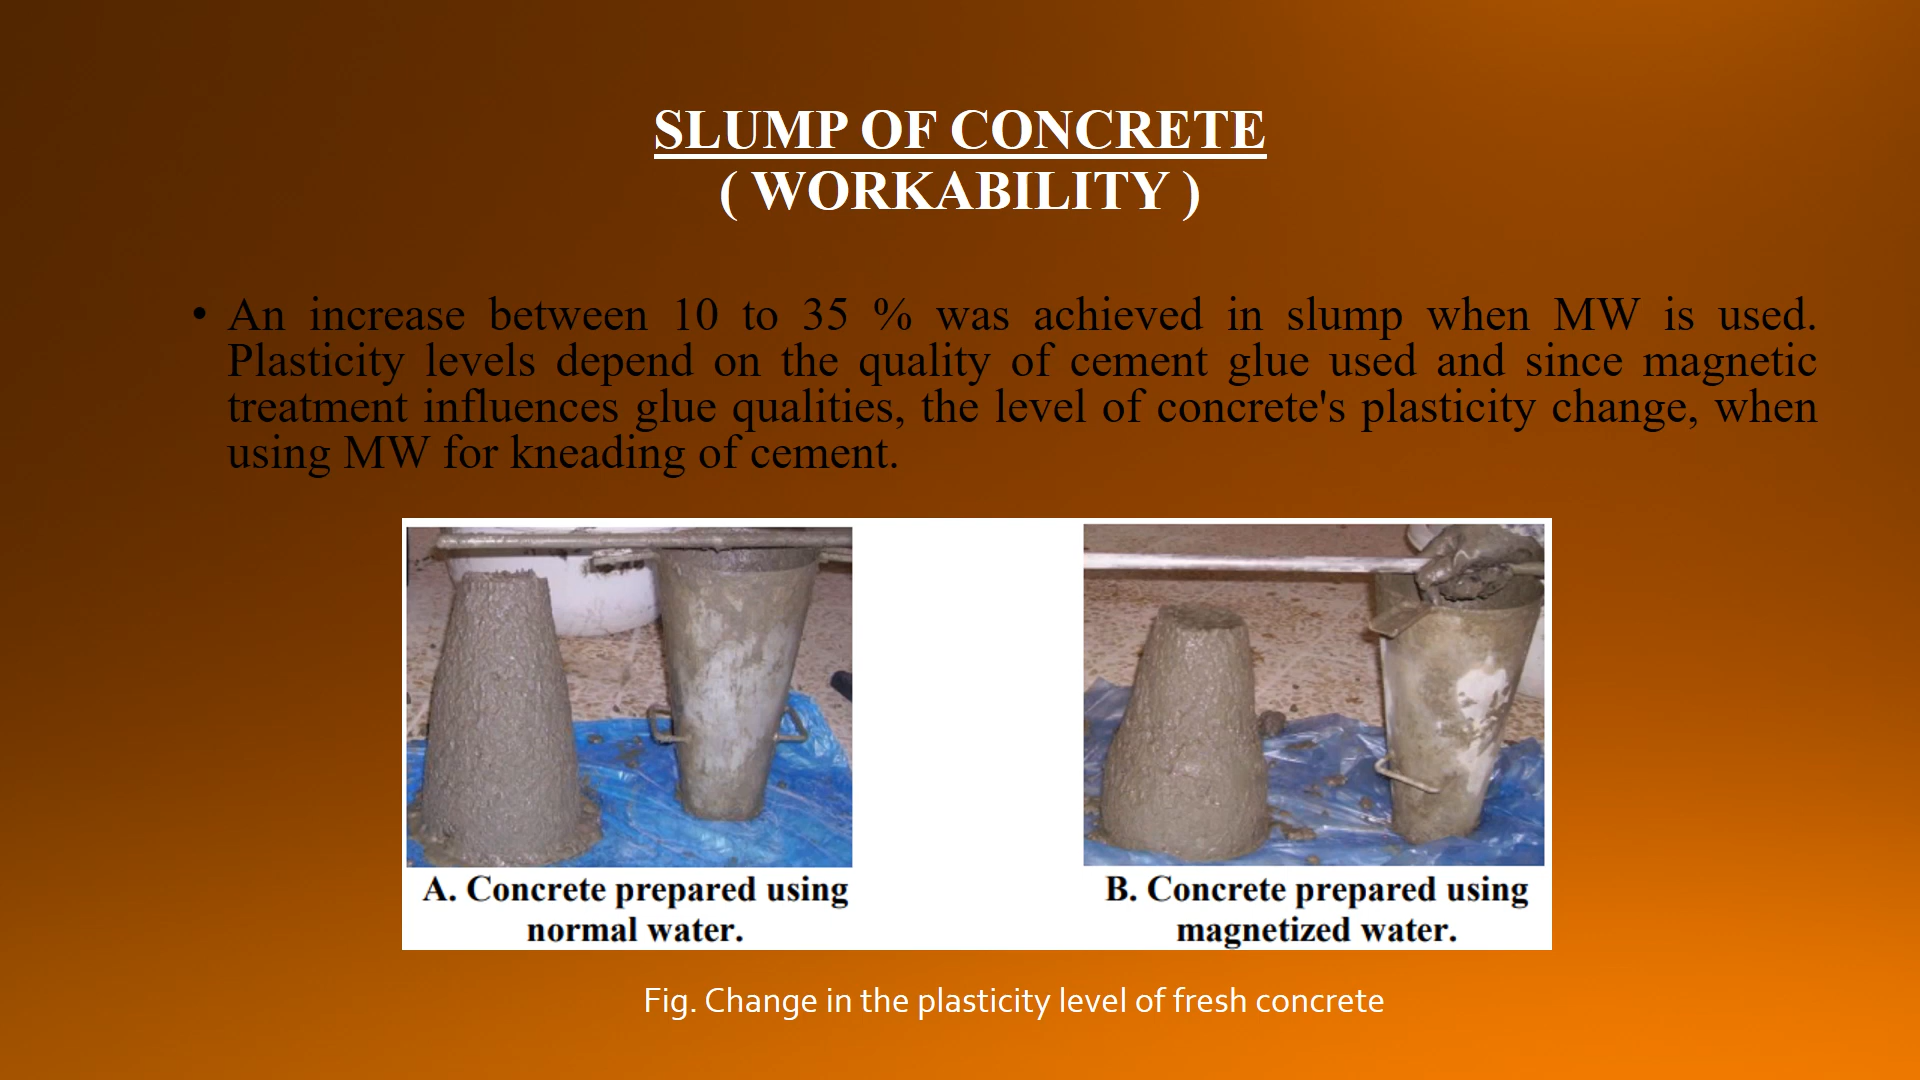 SLUMP OF CONCRETE
( WORKABILITY )
• An increase between 10 to 35 % was achieved in slump when MW is used.
Plasticity levels depend on the quality of cement glue used and since magnetic
treatment influences glue qualities, the level of concrete's plasticity change, when
using MW for kneading of cement.
A. Concrete prepared using
normal water.
B. Concrete prepared using
magnetized water.
Fig. Change in the plasticity level of fresh concrete